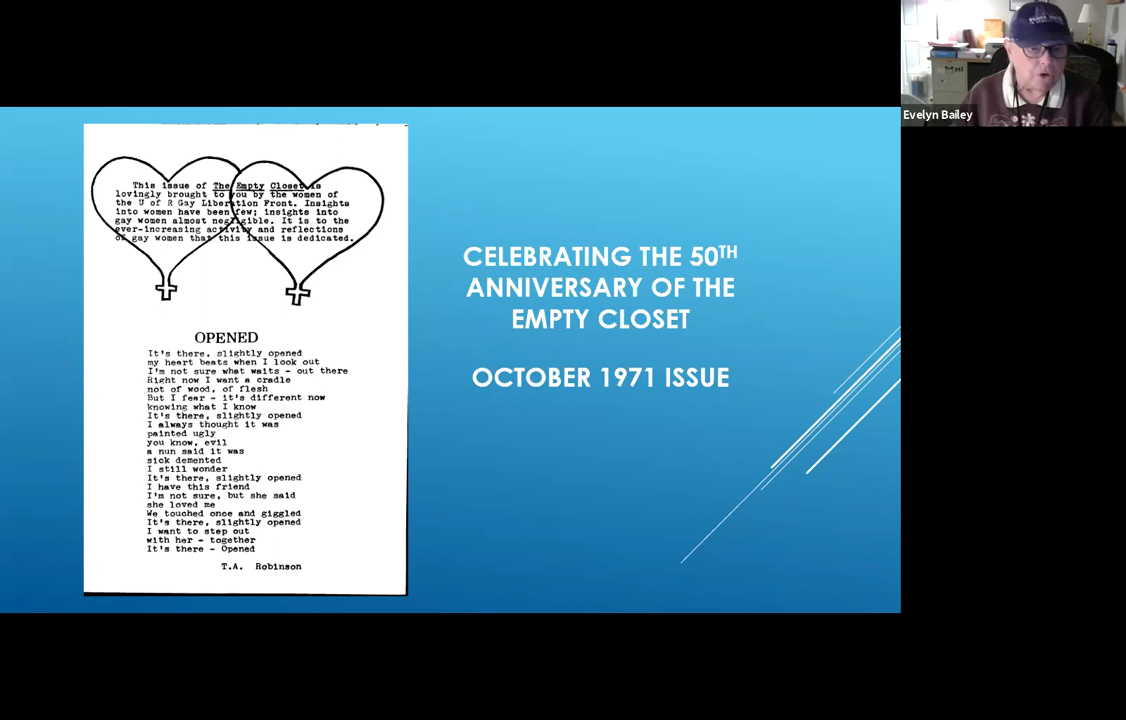 This issue of The Empty Closet is
lovingly brought to you by the women of
the U of R Gay Liberation Front. Insights
into women have been few; insights into
gay women almost negligible. It is to the
ever-increasing activity and reflections
of gay women that this issue is dedicated.
OPENED
It's there, slightly opened
my heart beats when I look out
I'm not sure what waits - out there
Right now I want a cradle
not of wood, of flesh
But I fear - it's different now
knowing what I know
It's there, slightly opened
I always thought it was
painted ugly
you know, evil
a nun said it was
sick demented
I still wonder
It's there, slightly opened
I have this friend
I'm not sure, but she said
she loved me
We touched once and giggled
It's there, slightly opened
I want to step out
with her - together
It's there - Opened
T.A. Robinson
CELEBRATING THE 50TH
ANNIVERSARY OF THE
EMPTY CLOSET
OCTOBER 1971 ISSUE
Evelyn Bailey